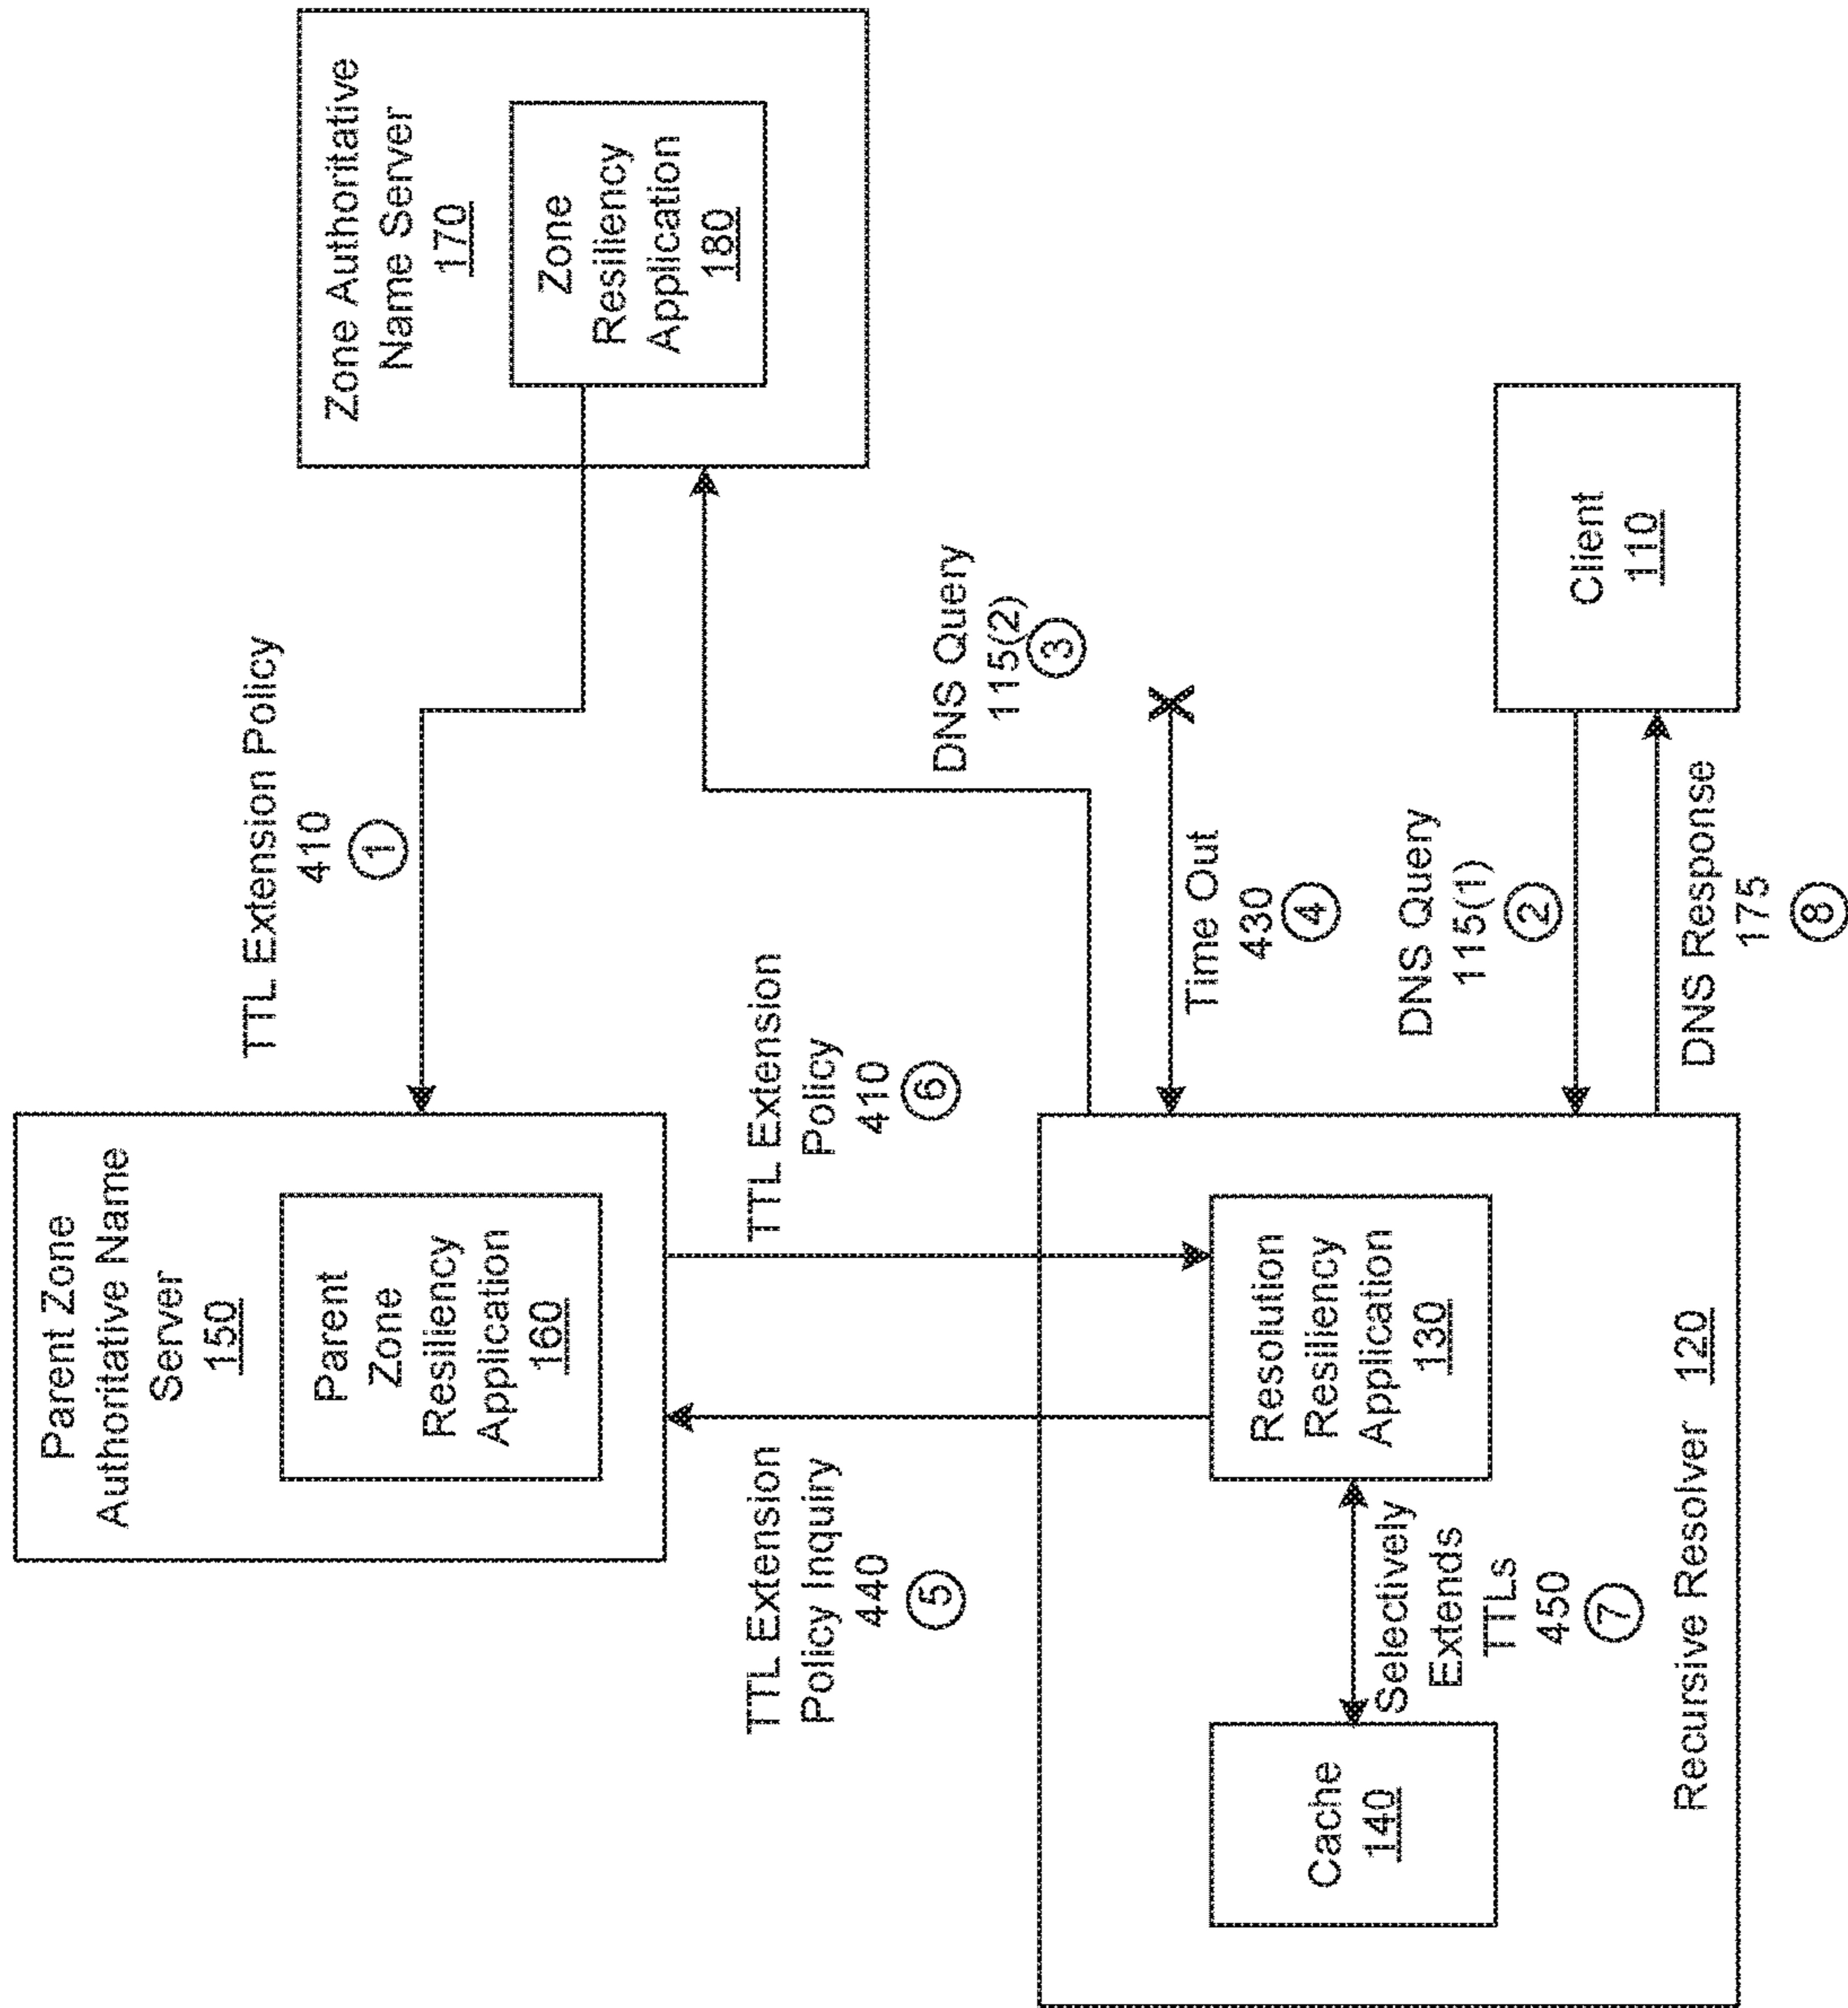 Parent Zone
Authoritative Name
Server
150
Parent
Zone
Resiliency
Application
160
TTL Extension Policy
410
1
Zone Authoritative
Name Server
170
Zone
Resiliency
Application
180
TTL Extension
Policy Inquiry
440
5
TTL Extension
Policy
410
6
DNS Query
115(2)
3
Time Out
430
4
Cache
140
Selectively
Extends
TTLs
450
7
Resolution
Resiliency
Application
130
Recursive Resolver 120
DNS Query
115(1)
2
DNS Response
175
8
Client
110